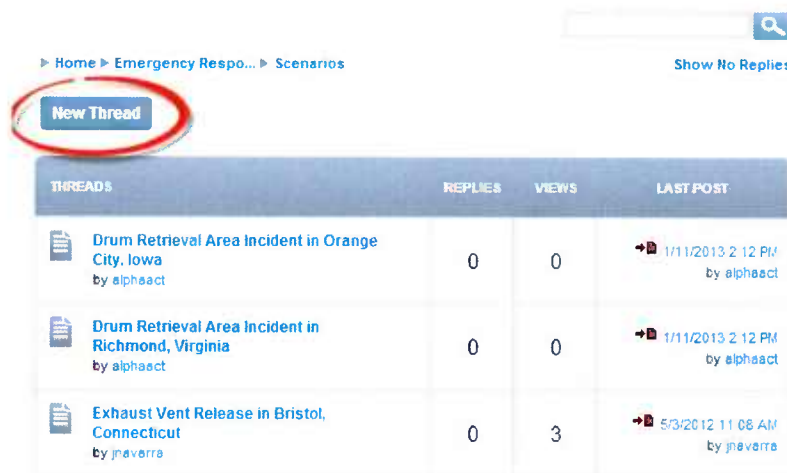 Home Emergency Respo... Scenarios
Show No Replies
New Thread
THREADS REPLIES VIEWS LAST POST
Drum Retrieval Area Incident in Orange
City, Iowa
by alphaact
0 0
1/11/2013 2:12 PM
by alphaact
Drum Retrieval Area Incident in
Richmond, Virginia
by alphaact
0 0
1/11/2013 2:12 PM
by alphaact
Exhaust Vent Release in Bristol,
Connecticut
by jnavarra
0 3
5/3/2012 11:08 AM
by jnavarra